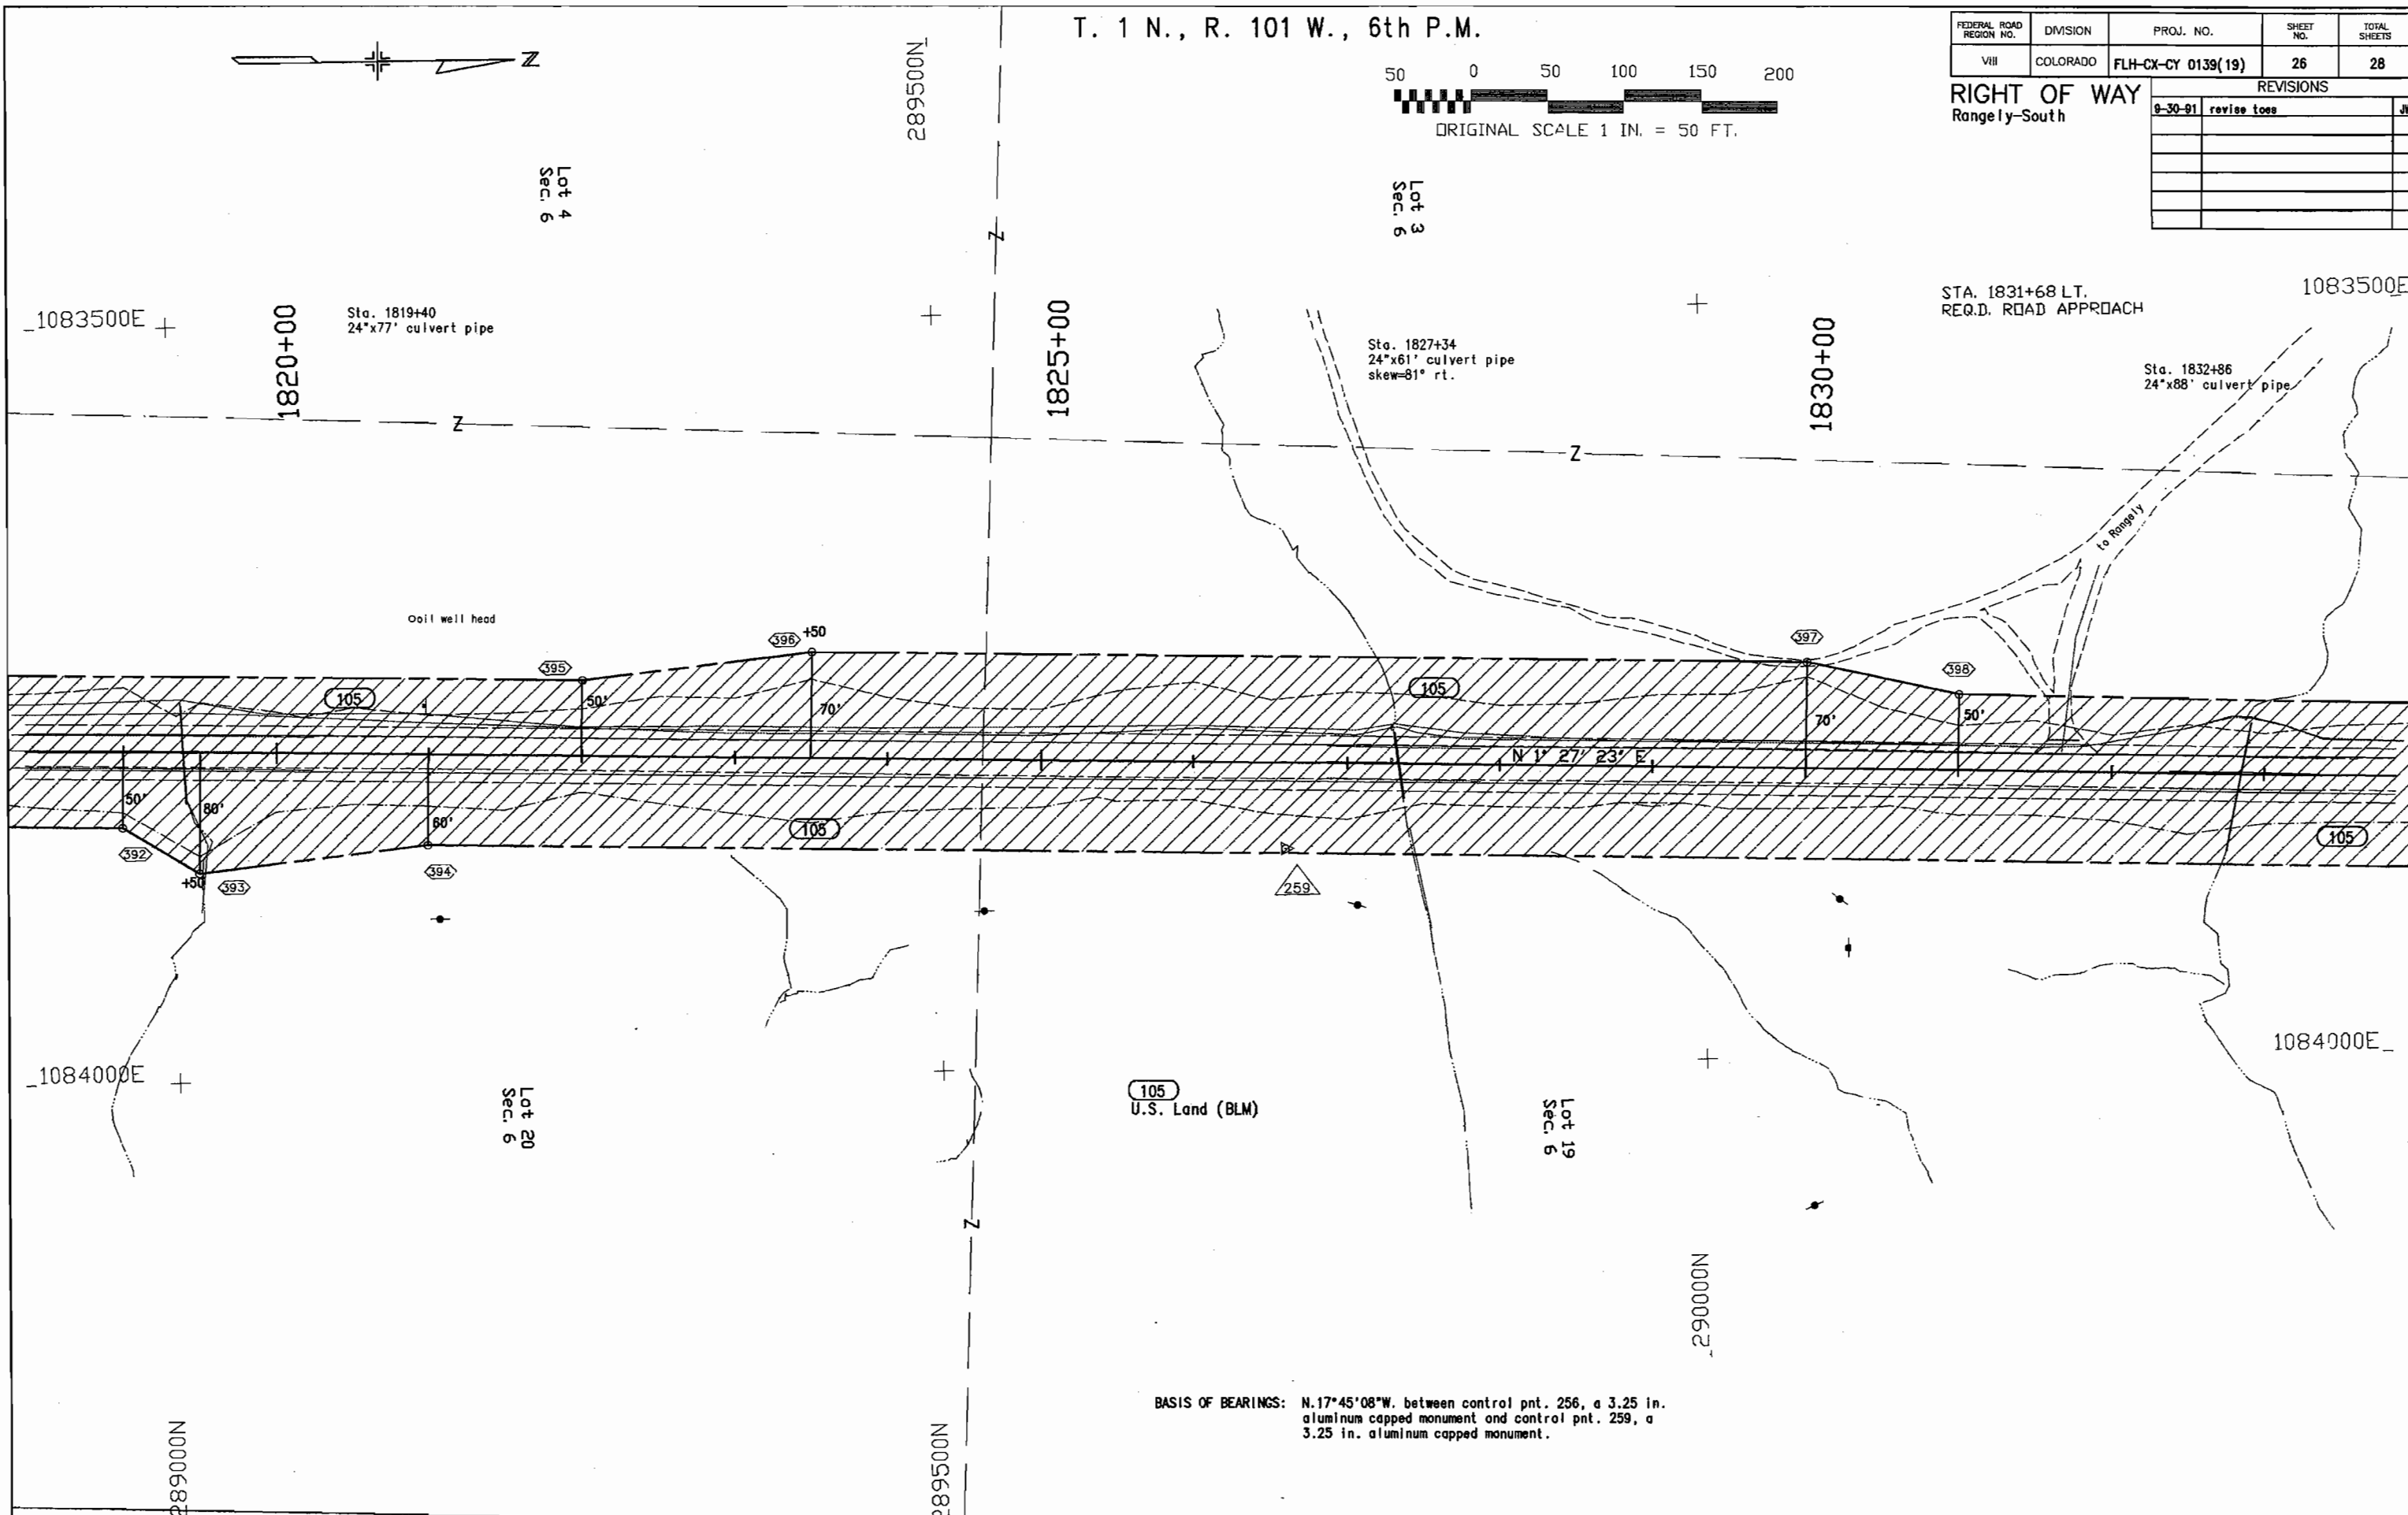 T. 1 N., R. 101 W., 6th P.M.
FEDERAL ROAD REGION NO. DIVISION PROJ. NO. SHEET NO. TOTAL SHEETS
VIII COLORADO FLH-CX-CY 0139(19) 26 28
RIGHT OF WAY
Rangely-South
REVISIONS
9-30-91 revise toes
50 0 50 100 150 200
ORIGINAL SCALE 1 IN. = 50 FT.
N
289500N
Lot 4
Sec. 6
Lot 3
Sec. 6
Z
1083500E
1820+00
Sta. 1819+40
24"x77' culvert pipe
1825+00
Sta. 1827+34
24"x61' culvert pipe
skew=81° rt.
1830+00
STA. 1831+68 LT.
REQ.D. ROAD APPROACH
1083500E
Sta. 1832+86
24"x88' culvert pipe
Z
Z
to Rangely
Ooil well head
395
396
+50
397
398
105
50'
70'
105
70'
50'
N 1° 27' 23" E
50'
80'
60'
105
105
392
+50
393
394
259
1084000E
1084000E
Lot 20
Sec. 6
105
U.S. Land (BLM)
Lot 19
Sec. 6
Z
290000N
BASIS OF BEARINGS: N.17°45'08"W. between control pnt. 256, a 3.25 in.
aluminum capped monument and control pnt. 259, a
3.25 in. aluminum capped monument.
289000N
289500N